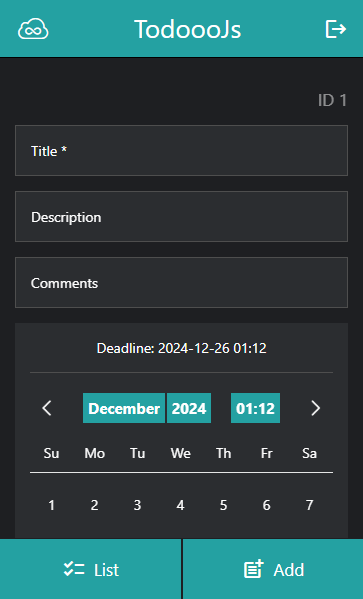 TodoooJs
ID 1
Title *
Description
Comments
Deadline: 2024-12-26 01:12
December 2024 01:12
Su Mo Tu We Th Fr Sa
1 2 3 4 5 6 7
List Add